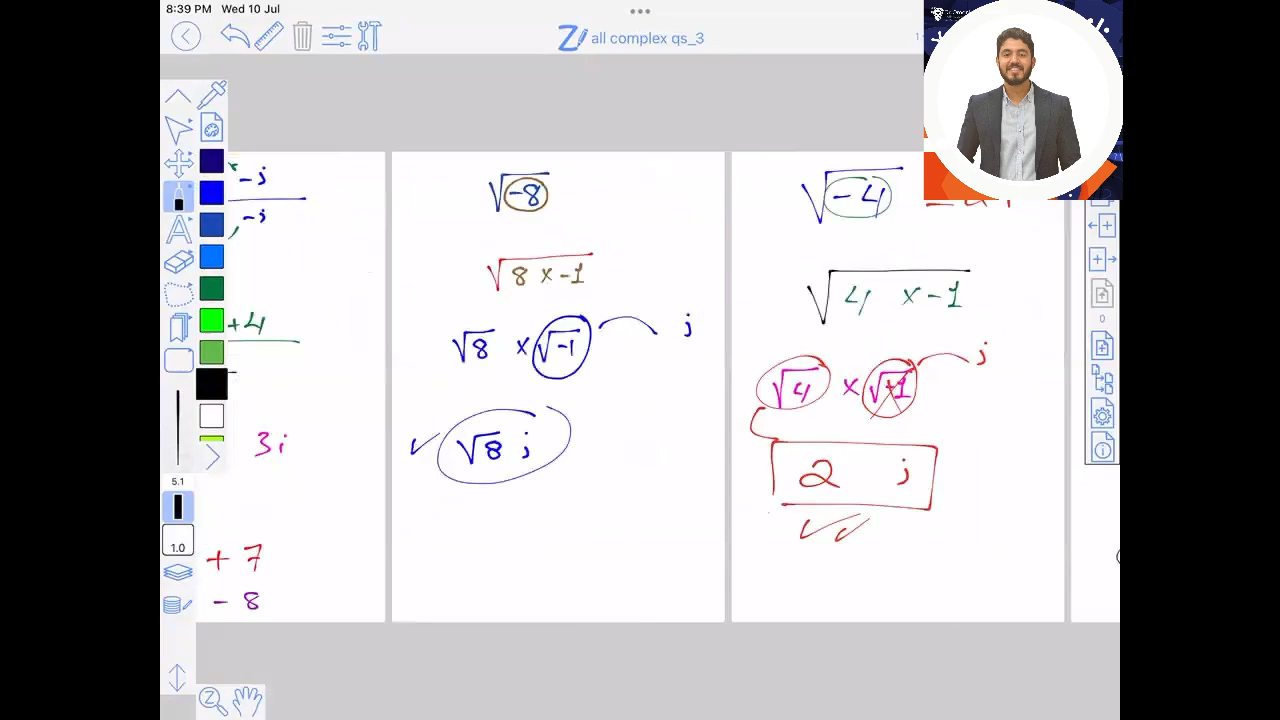 8:39 PM Wed 10 Jul
all complex qs_3
-j
-j
+4
3i
+ 7
- 8
√-8
√8 x -1
√8 x √-1 j
√8 j
√-4
√4 x -1
√4 x √-1 j
2 j
5.1
1.0
0